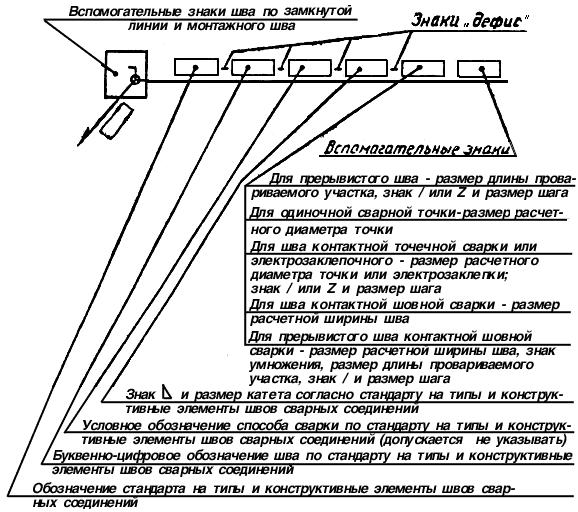 Вспомогательные знаки шва по замкнутой
линии и монтажного шва
Знаки „дефис"
Вспомагательные знаки
Для прерывистого шва - размер длины прова-
риваемого участка, знак / или Z и размер шага
Для одиночной сварной точки-размер расчет-
ного диаметра точки
Для шва контактной точечной сварки или
электрозаклепочного - размер расчетного
диаметра точки или электрозаклепки;
знак / или Z и размер шага
Для шва контактной шовной сварки - размер
расчетной ширины шва
Для прерывистого шва контактной шовной
сварки - размер расчетной ширины шва, знак
умножения, размер длины провариваемого
участка, знак / и размер шага
Знак и размер катета согласно стандарту на типы и конструк-
тивные элементы швов сварных соединений
Условное обозначение способа сварки по стандарту на типы и конструк-
тивные элементы швов сварных соединений (допускается не указывать)
Буквенно-цифровое обозначение шва по стандарту на типы и конструктивные
элементы швов сварных соединений
Обозначение стандарта на типы и конструктивные элементы швов свар-
ных соединений